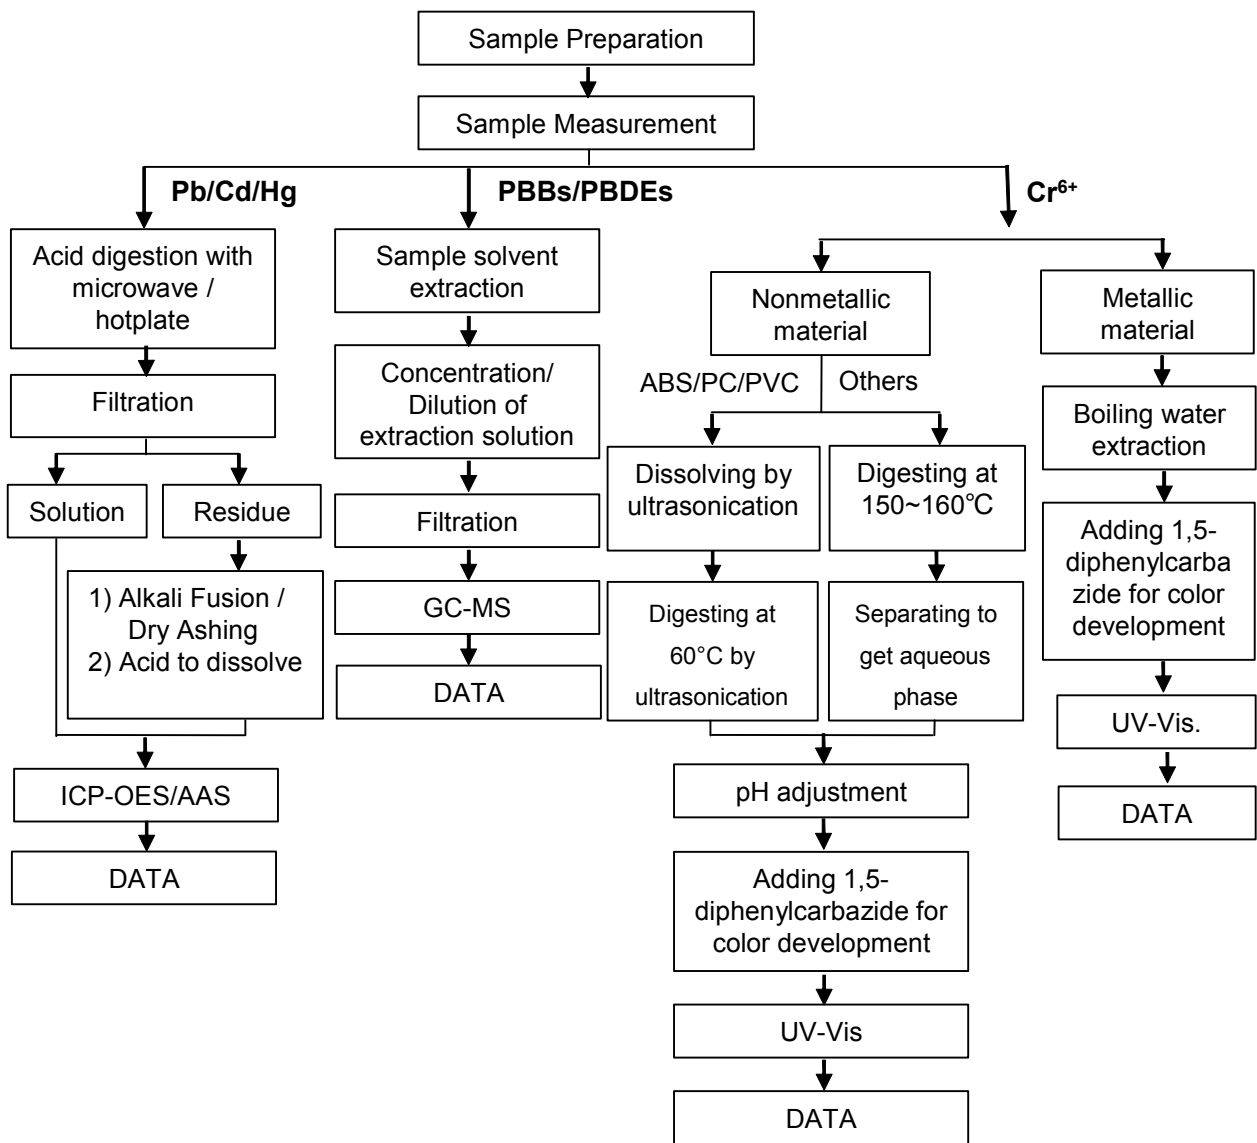 Sample Preparation
Sample Measurement
Pb/Cd/Hg
PBBs/PBDEs
Cr⁶⁺
Acid digestion with
microwave /
hotplate
Filtration
Solution
Residue
1) Alkali Fusion /
Dry Ashing
2) Acid to dissolve
ICP-OES/AAS
DATA
Sample solvent
extraction
Concentration/
Dilution of
extraction solution
Filtration
GC-MS
DATA
Nonmetallic
material
ABS/PC/PVC
Others
Dissolving by
ultrasonication
Digesting at
60°C by
ultrasonication
Digesting at
150~160℃
Separating to
get aqueous
phase
pH adjustment
Adding 1,5-
diphenylcarbazide for
color development
UV-Vis
DATA
Metallic
material
Boiling water
extraction
Adding 1,5-
diphenylcarba
zide for color
development
UV-Vis.
DATA